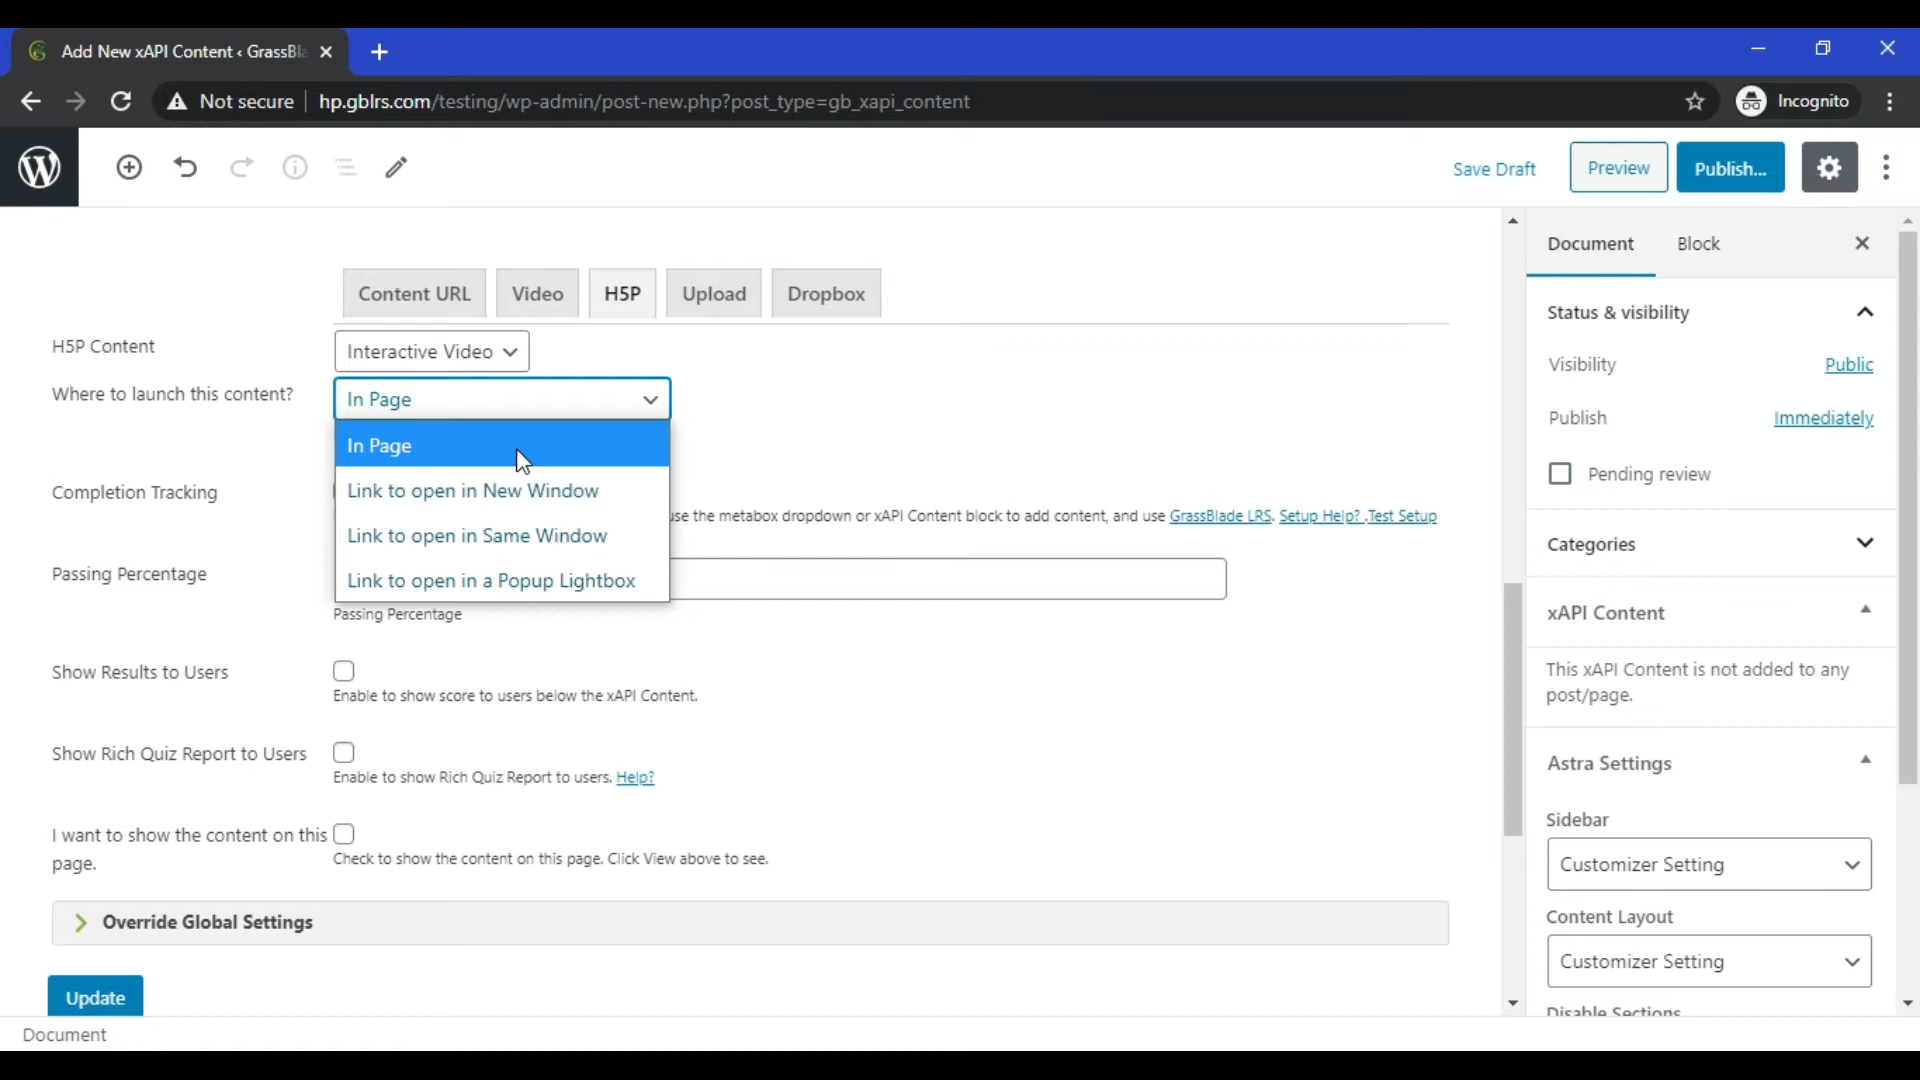 Add New xAPI Content ‹ GrassBla
Not secure
hp.gblrs.com/testing/wp-admin/post-new.php?post_type=gb_xapi_content
Incognito
Save Draft
Preview
Publish...
Document
Block
Content URL
Video
H5P
Upload
Dropbox
H5P Content
Interactive Video
Where to launch this content?
In Page
In Page
Link to open in New Window
Link to open in Same Window
Link to open in a Popup Lightbox
Completion Tracking
use the metabox dropdown or xAPI Content block to add content, and use GrassBlade LRS. Setup Help? .Test Setup
Passing Percentage
Passing Percentage
Show Results to Users
Enable to show score to users below the xAPI Content.
Show Rich Quiz Report to Users
Enable to show Rich Quiz Report to users. Help?
I want to show the content on this
page.
Check to show the content on this page. Click View above to see.
Override Global Settings
Update
Document
Status & visibility
Visibility
Public
Publish
Immediately
Pending review
Categories
xAPI Content
This xAPI Content is not added to any
post/page.
Astra Settings
Sidebar
Customizer Setting
Content Layout
Customizer Setting
Disable Sections